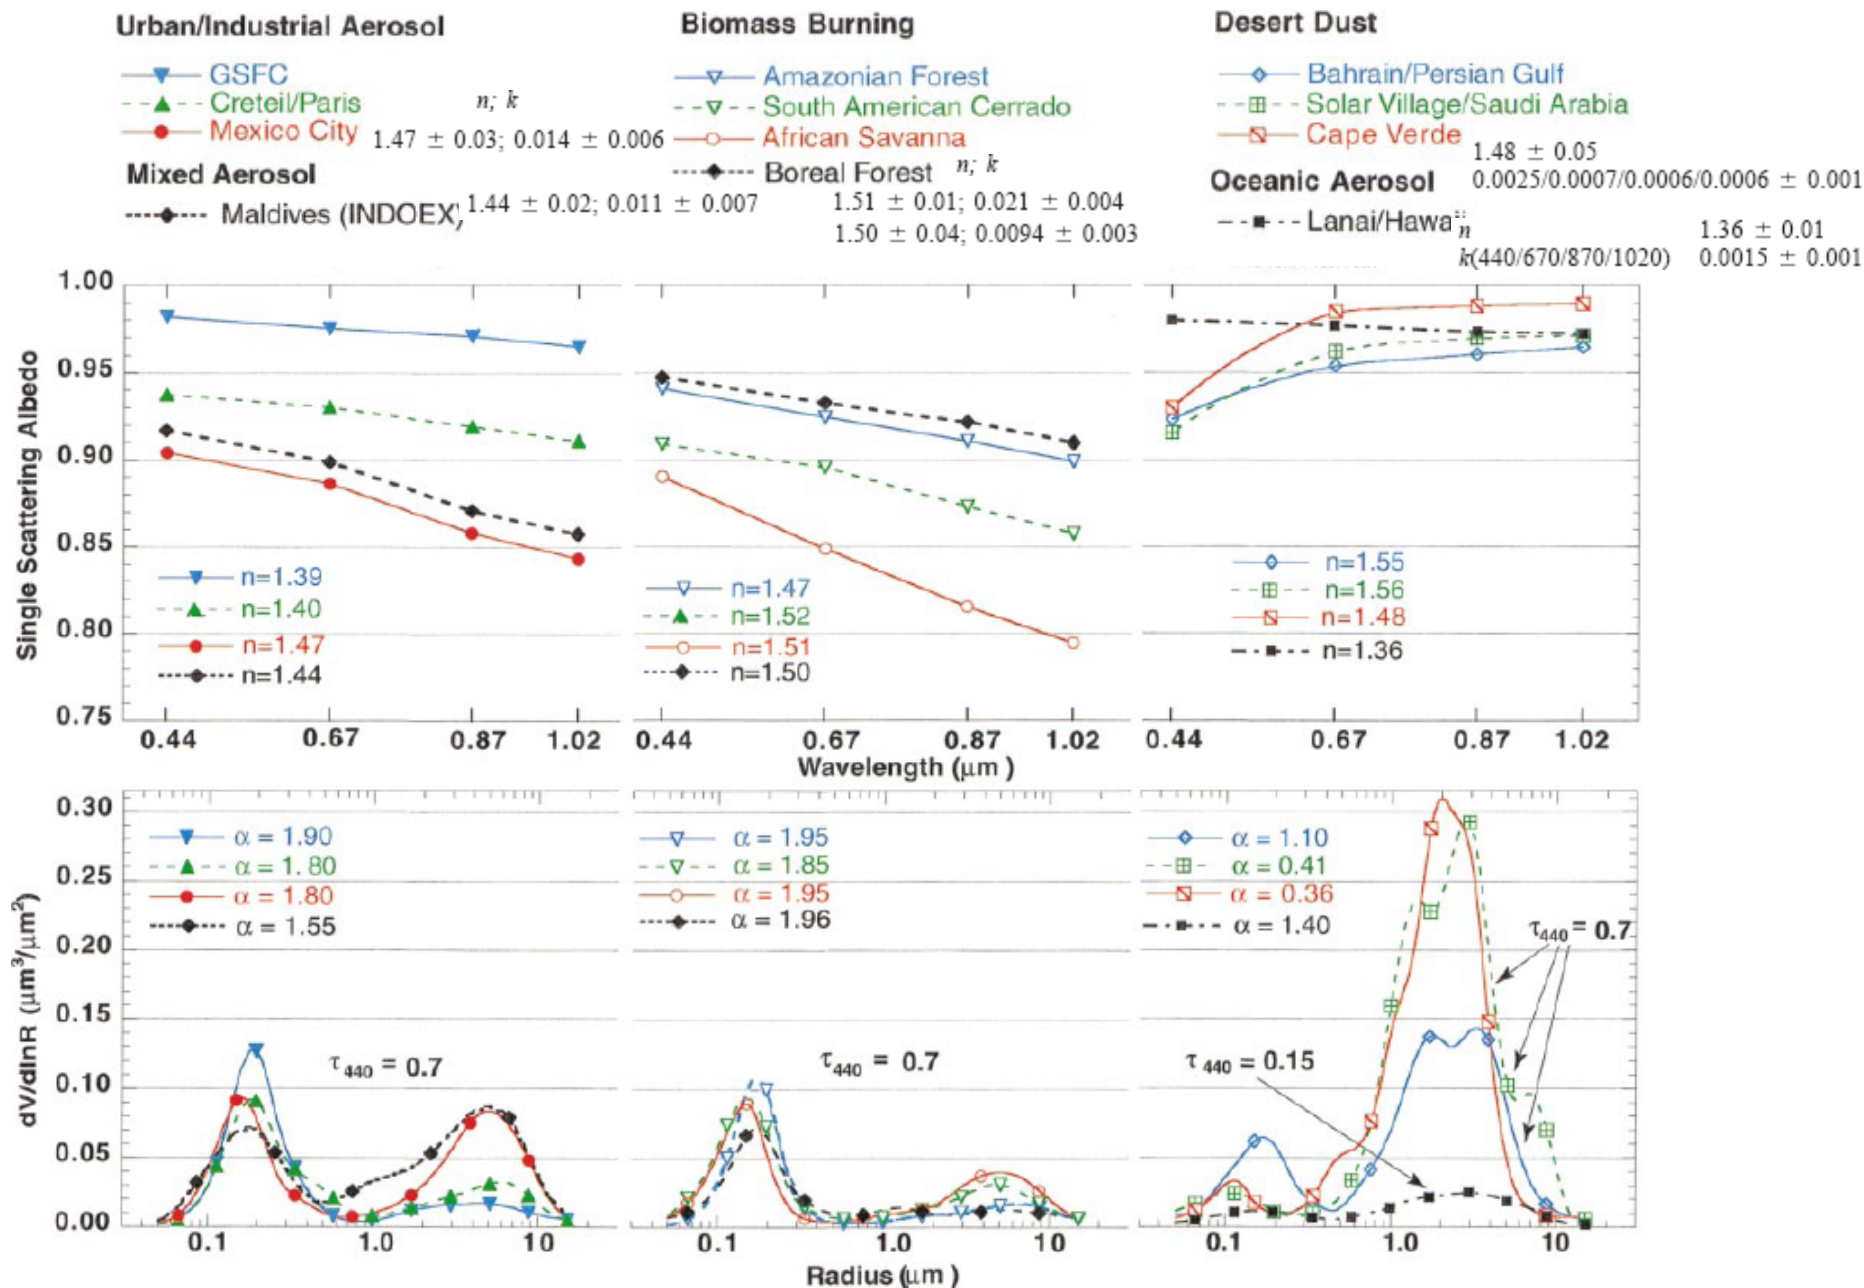 Urban/Industrial Aerosol
GSFC
Creteil/Paris
n; k
Mexico City 1.47 ± 0.03; 0.014 ± 0.006
Mixed Aerosol
Maldives (INDOEX) 1.44 ± 0.02; 0.011 ± 0.007
Biomass Burning
Amazonian Forest
South American Cerrado
African Savanna
Boreal Forest n; k
1.51 ± 0.01; 0.021 ± 0.004
1.50 ± 0.04; 0.0094 ± 0.003
Desert Dust
Bahrain/Persian Gulf
Solar Village/Saudi Arabia
Cape Verde
1.48 ± 0.05
0.0025/0.0007/0.0006/0.0006 ± 0.001
Oceanic Aerosol
Lanai/Hawaii
n 1.36 ± 0.01
k(440/670/870/1020) 0.0015 ± 0.001
Single Scattering Albedo
1.00
0.95
0.90
0.85
0.80
0.75
n=1.39
n=1.40
n=1.47
n=1.44
n=1.47
n=1.52
n=1.51
n=1.50
n=1.55
n=1.56
n=1.48
n=1.36
0.44 0.67 0.87 1.02
0.44 0.67 0.87 1.02
0.44 0.67 0.87 1.02
Wavelength (μm )
dV/dlnR (μm³/μm²)
0.30
0.25
0.20
0.15
0.10
0.05
0.00
α = 1.90
α = 1.80
α = 1.80
α = 1.55
τ440 = 0.7
α = 1.95
α = 1.85
α = 1.95
α = 1.96
τ440 = 0.7
α = 1.10
α = 0.41
α = 0.36
α = 1.40
τ440 = 0.7
τ440 = 0.15
0.1 1.0 10
0.1 1.0 10
0.1 1.0 10
Radius (μm)